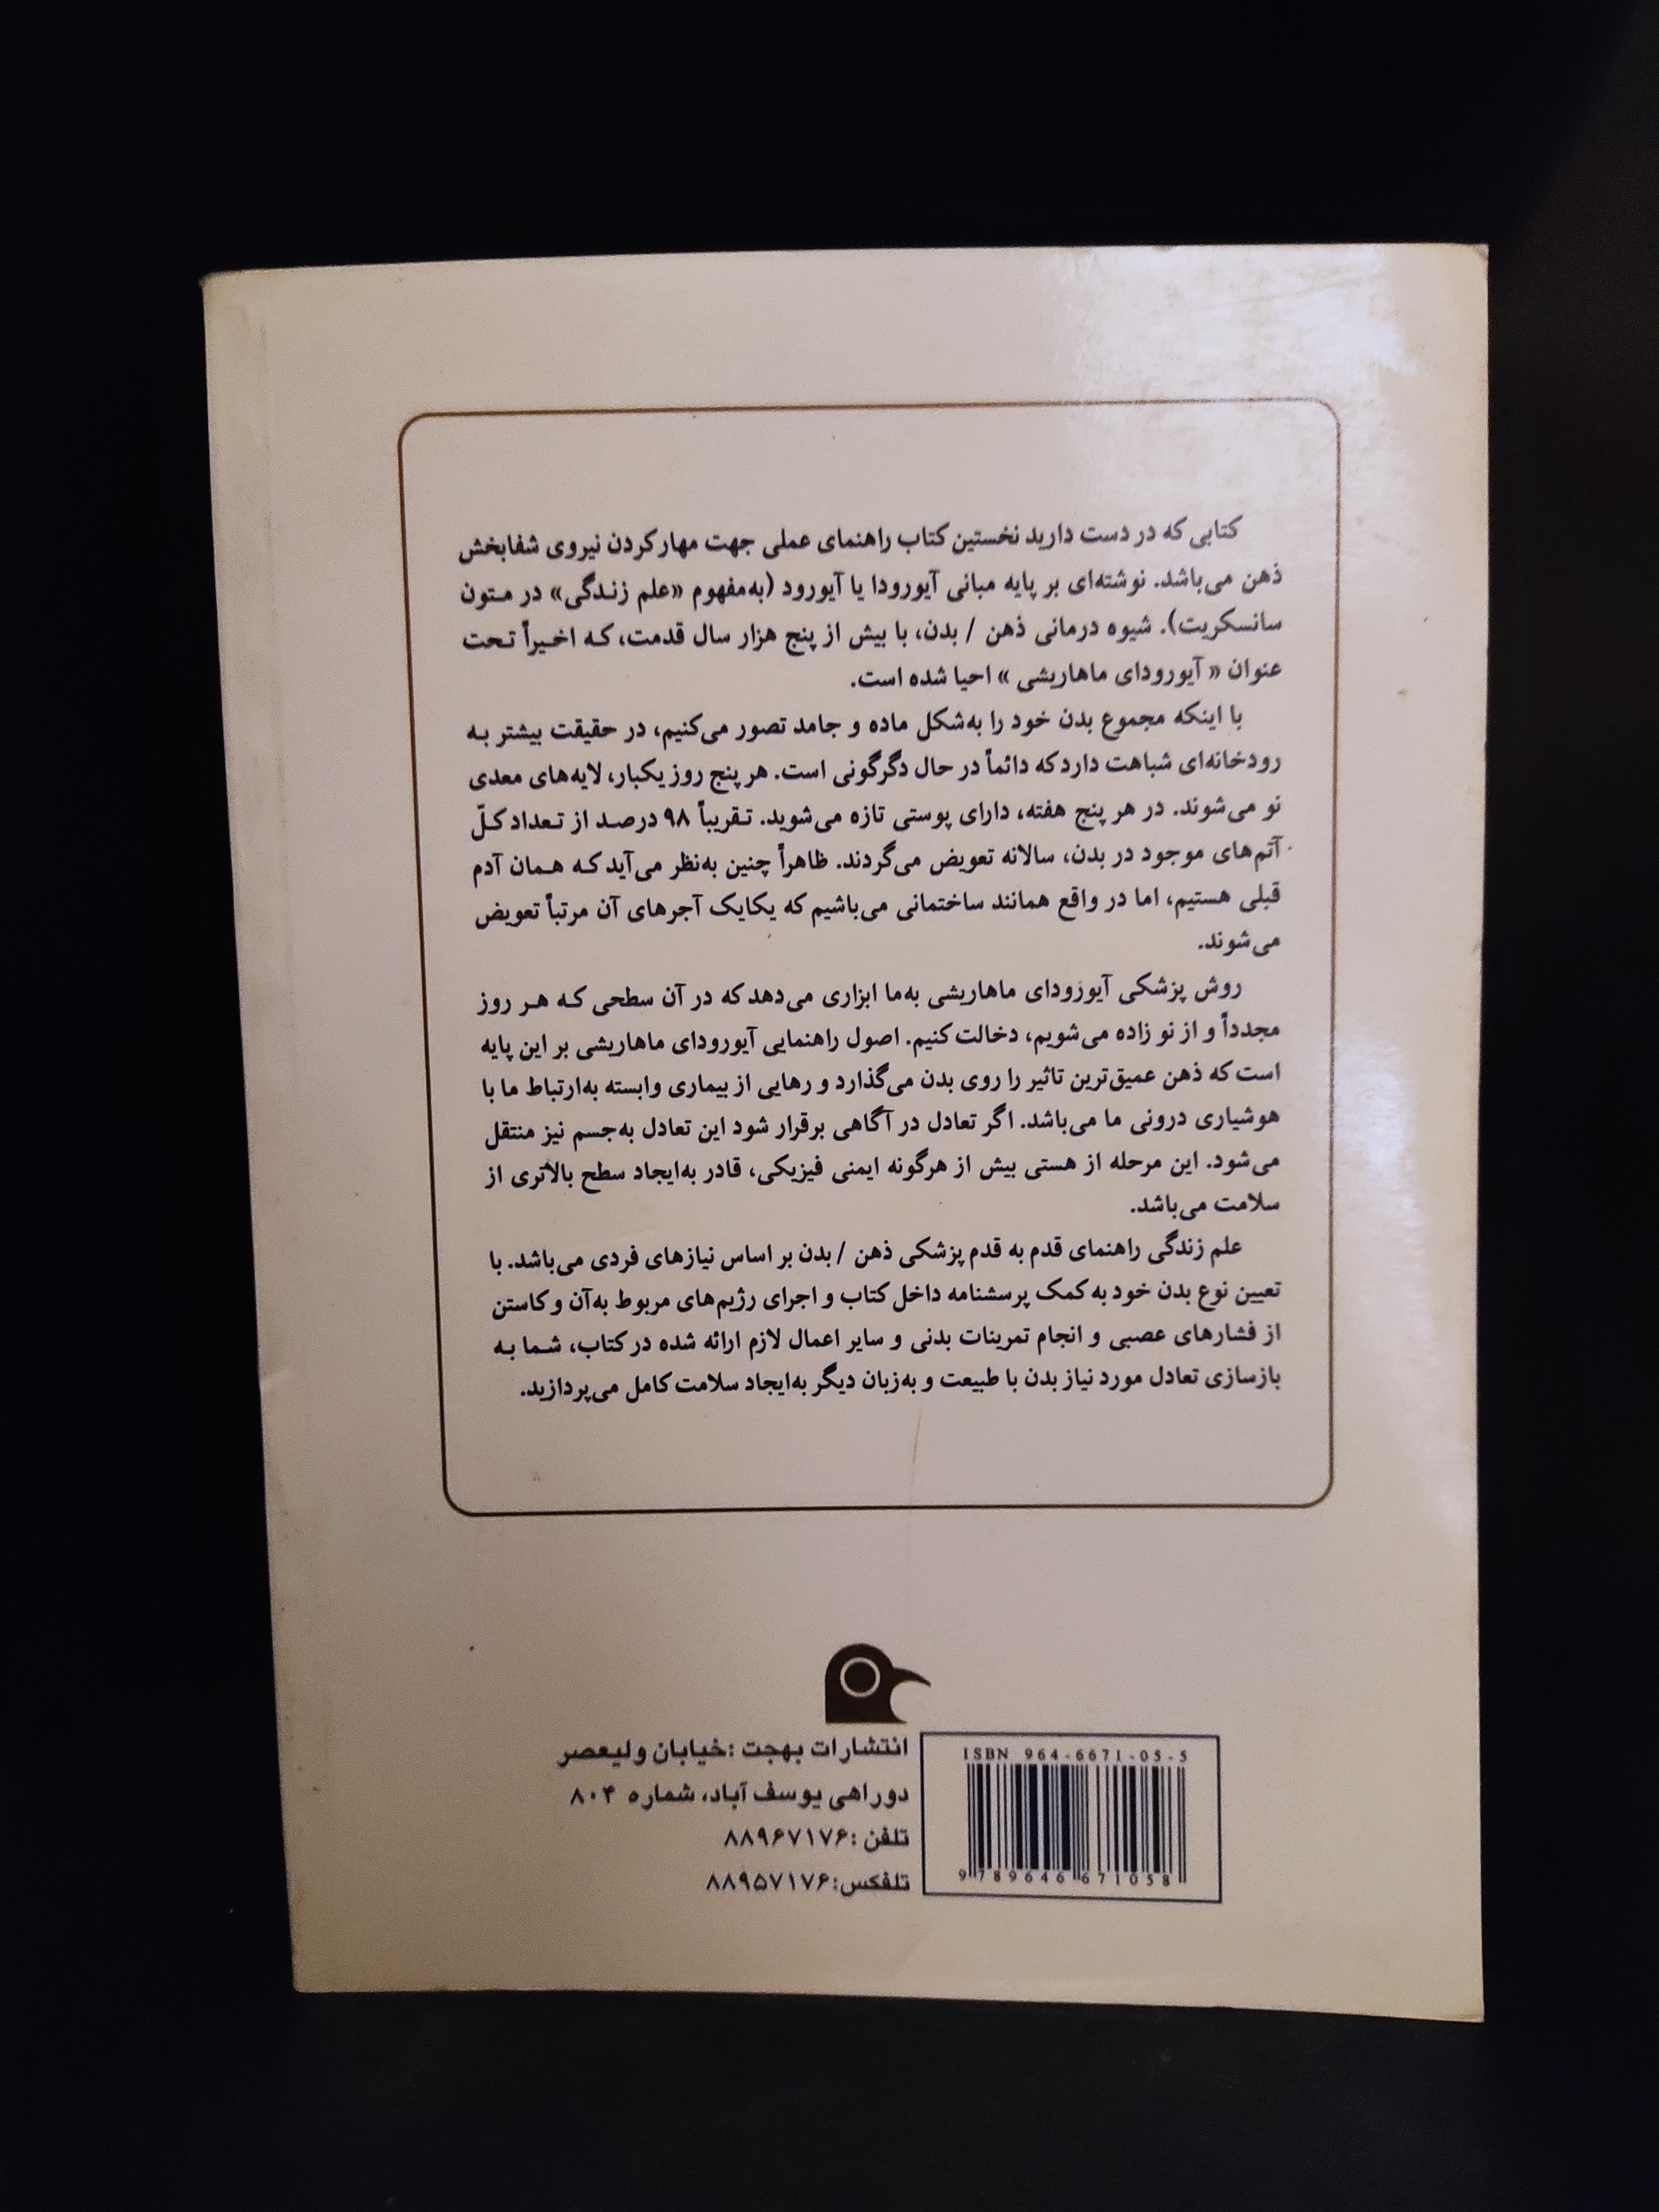 کتابی که در دست دارید نخستین کتاب راهنمای عملی جهت مهار کردن نیروی شفابخش
ذهن می‌باشد. نوشته‌ای بر پایه مبانی آیورودا یا آیورود (به‌مفهوم «علم زندگی» در متون
سانسکریت). شیوه درمانی ذهن / بدن، با بیش از پنج هزار سال قدمت، که اخیراً تحت
عنوان « آیورودای ماهاریشی » احیا شده است.
با اینکه مجموع بدن خود را به‌شکل ماده و جامد تصور می‌کنیم، در حقیقت بیشتر به
رودخانه‌ای شباهت دارد که دائماً در حال دگرگونی است. هر پنج روز یکبار، لایه‌های معدی
نو می‌شوند. در هر پنج هفته، دارای پوستی تازه می‌شوید. تقریباً ۹۸ درصد از تعداد کلّ
آتم‌های موجود در بدن، سالانه تعویض می‌گردند. ظاهراً چنین به‌نظر می‌آید که همان آدم
قبلی هستیم، اما در واقع همانند ساختمانی می‌باشیم که یکایک آجرهای آن مرتباً تعویض
می‌شوند.
روش پزشکی آیورودای ماهاریشی به‌ما ابزاری می‌دهد که در آن سطحی که هر روز
مجدداً و از نو زاده می‌شویم، دخالت کنیم. اصول راهنمایی آیورودای ماهاریشی بر این پایه
است که ذهن عمیق‌ترین تاثیر را روی بدن می‌گذارد و رهایی از بیماری وابسته به‌ارتباط ما با
هوشیاری درونی ما می‌باشد. اگر تعادل در آگاهی برقرار شود این تعادل به‌جسم نیز منتقل
می‌شود. این مرحله از هستی بیش از هرگونه ایمنی فیزیکی، قادر به‌ایجاد سطح بالاتری از
سلامت می‌باشد.
علم زندگی راهنمای قدم به قدم پزشکی ذهن / بدن بر اساس نیازهای فردی می‌باشد. با
تعیین نوع بدن خود به کمک پرسشنامه داخل کتاب و اجرای رژیم‌های مربوط به‌آن و کاستن
از فشارهای عصبی و انجام تمرینات بدنی و سایر اعمال لازم ارائه شده در کتاب، شما به
بازسازی تعادل مورد نیاز بدن با طبیعت و به‌زبان دیگر به‌ایجاد سلامت کامل می‌پردازید.
انتشارات بهجت :خیابان ولیعصر
دوراهی یوسف آباد، شماره ۸۰۴
تلفن :۸۸۹۶۷۱۷۶
تلفکس:۸۸۹۵۷۱۷۶
ISBN 964-6671-05-5
9 789646 671058